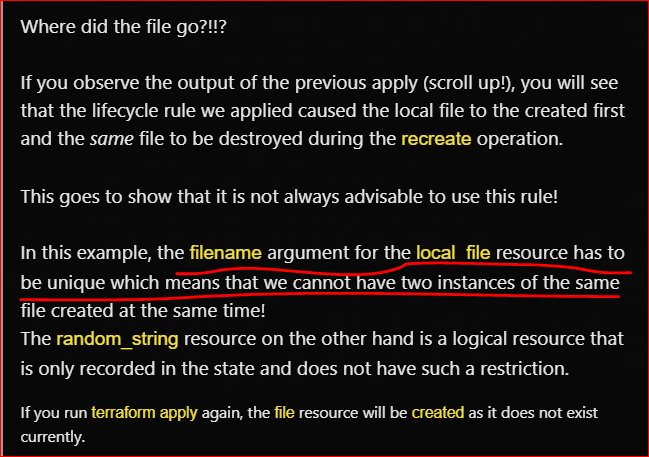 Where did the file go?!!?
If you observe the output of the previous apply (scroll up!), you will see
that the lifecycle rule we applied caused the local file to the created first
and the same file to be destroyed during the recreate operation.
This goes to show that it is not always advisable to use this rule!
In this example, the filename argument for the local_file resource has to
be unique which means that we cannot have two instances of the same
file created at the same time!
The random_string resource on the other hand is a logical resource that
is only recorded in the state and does not have such a restriction.
If you run terraform apply again, the file resource will be created as it does not exist
currently.